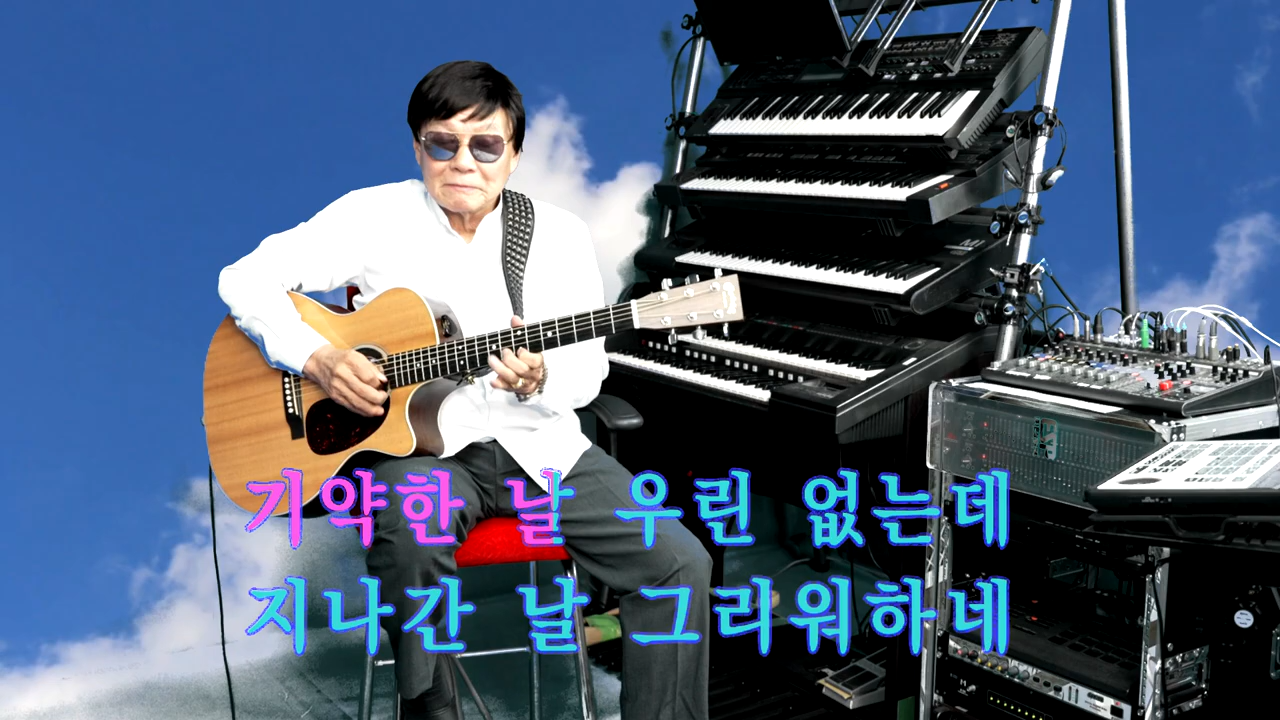 기약한 날 우린 없는데
지나간 날 그리워하네